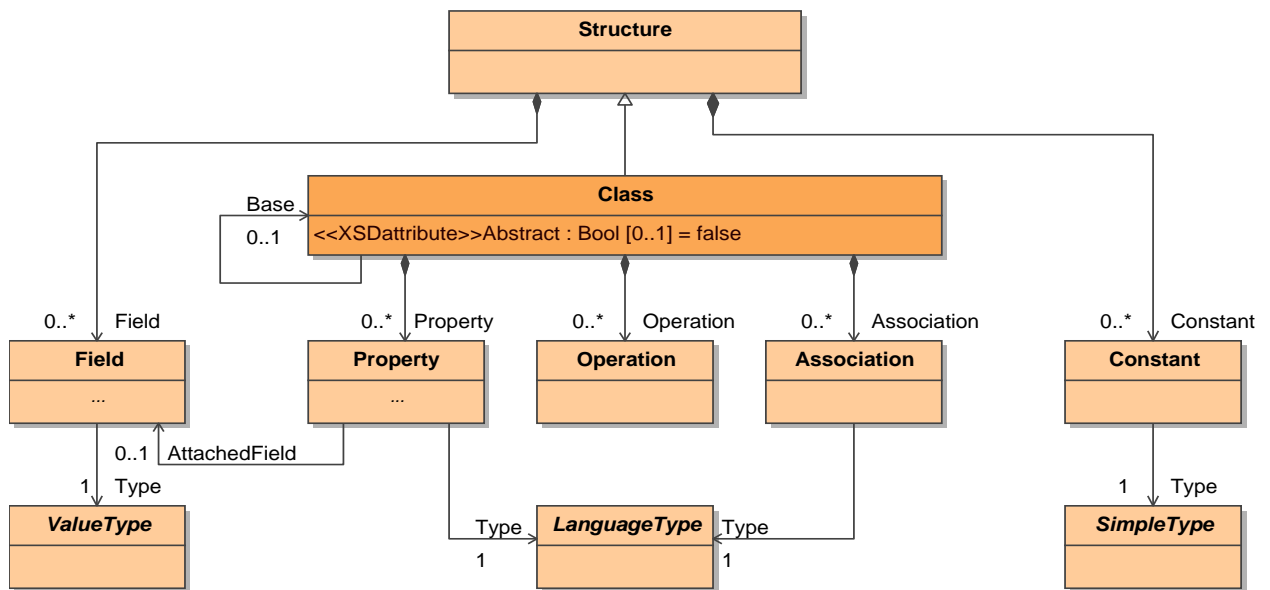 Structure
Class
<<XSDattribute>>Abstract : Bool [0..1] = false
Base
0..1
0..* Field
0..* Property
0..* Operation
0..* Association
0..* Constant
Field
...
Property
...
Operation
Association
Constant
0..1 AttachedField
1 Type
Type
1
Type
1
1 Type
ValueType
LanguageType
SimpleType